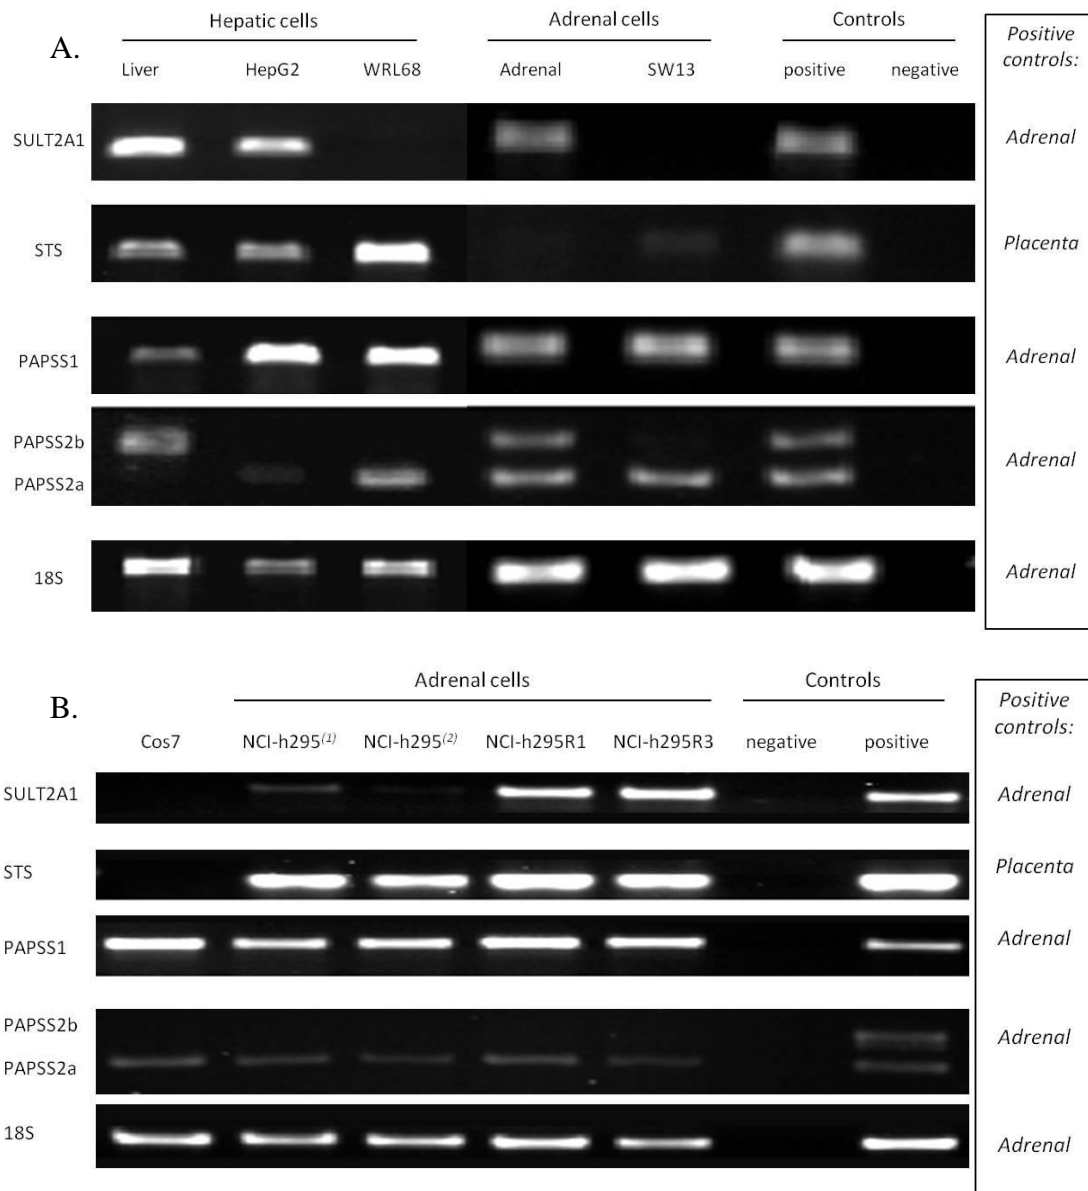 A.
Hepatic cells Adrenal cells Controls
Liver HepG2 WRL68 Adrenal SW13 positive negative
Positive
controls:
SULT2A1 Adrenal
STS Placenta
PAPSS1 Adrenal
PAPSS2b
Adrenal
PAPSS2a
18S Adrenal
B.
Adrenal cells Controls
Cos7 NCI-h295(1) NCI-h295(2) NCI-h295R1 NCI-h295R3 negative positive
Positive
controls:
SULT2A1 Adrenal
STS Placenta
PAPSS1 Adrenal
PAPSS2b
Adrenal
PAPSS2a
18S Adrenal